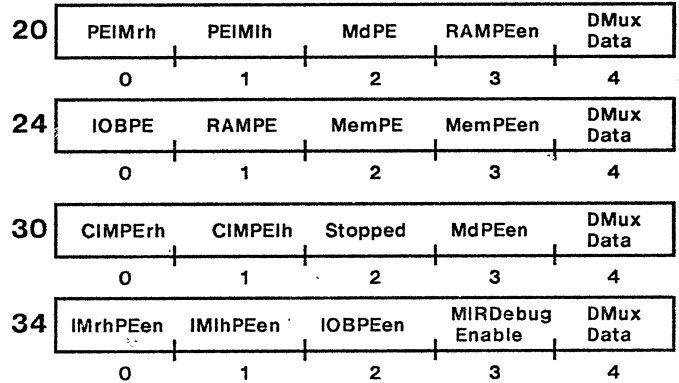 20 PEIMrh PEIMlh MdPE RAMPEen DMux Data
0 1 2 3 4
24 IOBPE RAMPE MemPE MemPEen DMux Data
0 1 2 3 4
30 CIMPErh CIMPElh Stopped MdPEen DMux Data
0 1 2 3 4
34 IMrhPEen IMlhPEen IOBPEen MIRDebug Enable DMux Data
0 1 2 3 4